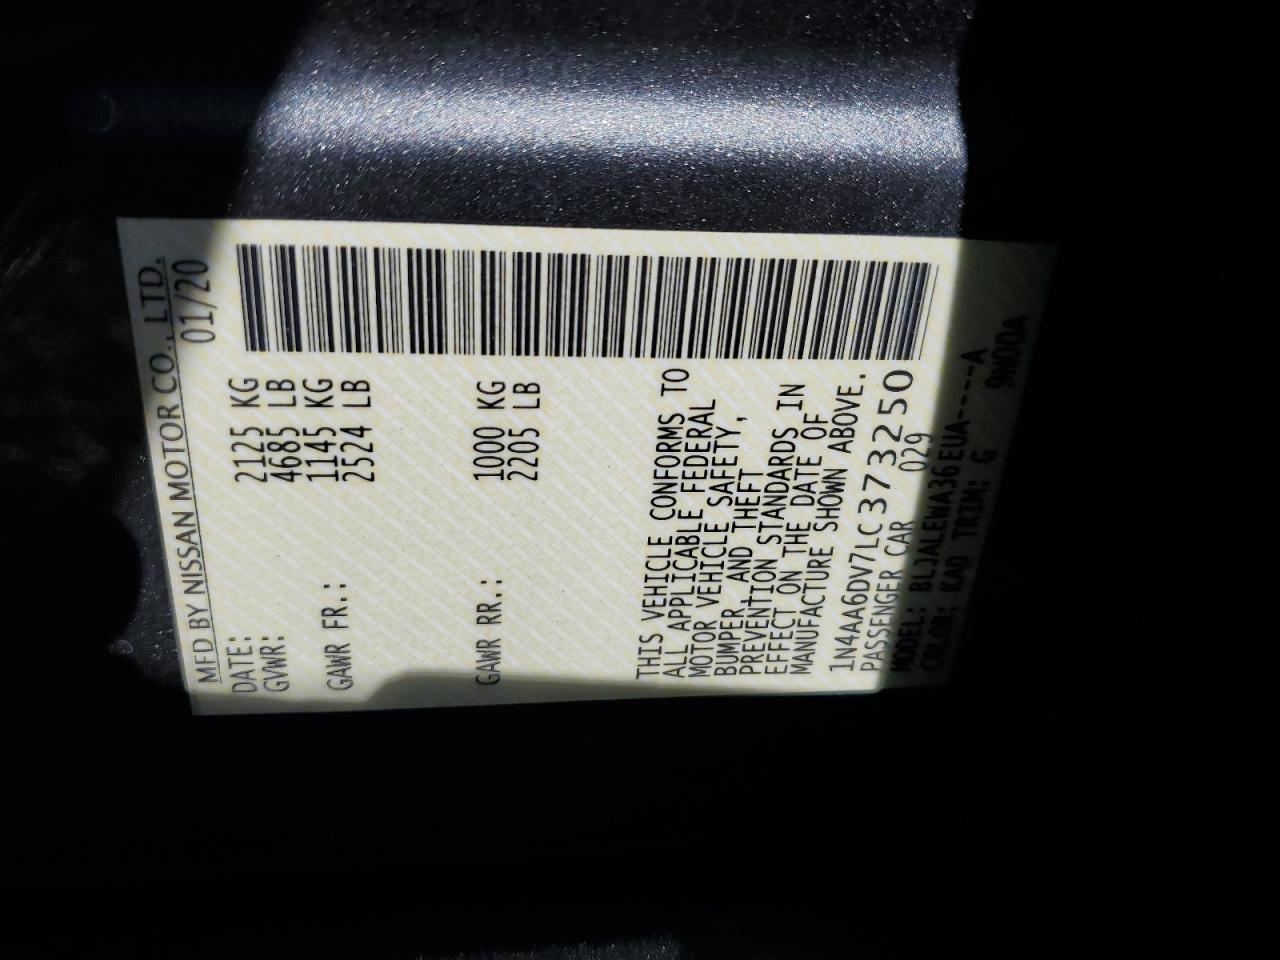 MFD BY NISSAN MOTOR CO., LTD.
DATE: 01/20
GVWR: 2125 KG
4685 LB
GAWR FR.: 1145 KG
2524 LB
GAWR RR.: 1000 KG
2205 LB
THIS VEHICLE CONFORMS TO
ALL APPLICABLE FEDERAL
MOTOR VEHICLE SAFETY,
BUMPER, AND THEFT
PREVENTION STANDARDS IN
EFFECT ON THE DATE OF
MANUFACTURE SHOWN ABOVE.
1N4AA6DV7LC373250
PASSENGER CAR 029
MODEL: BLJALEWA36EUA----A
COLOR: KAD TRIM: G 9N00A